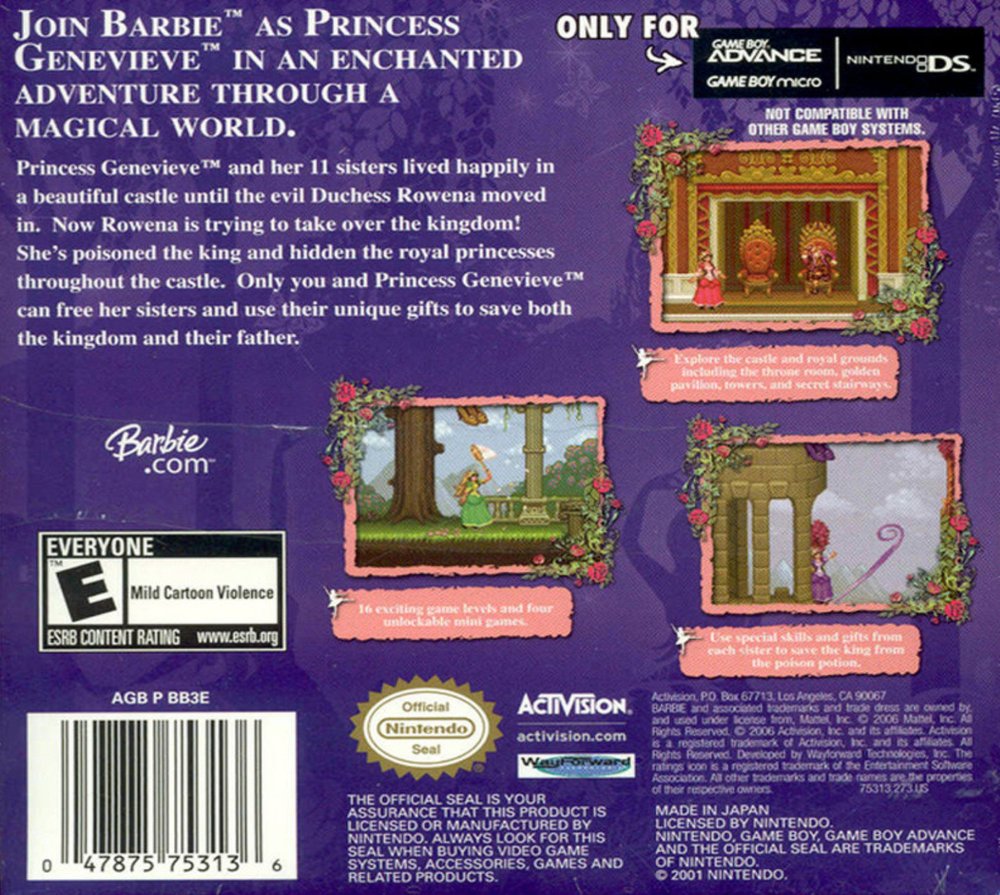 JOIN BARBIE™ AS PRINCESS
GENEVIEVE™ IN AN ENCHANTED
ADVENTURE THROUGH A
MAGICAL WORLD.
Princess Genevieve™ and her 11 sisters lived happily in
a beautiful castle until the evil Duchess Rowena moved
in. Now Rowena is trying to take over the kingdom!
She's poisoned the king and hidden the royal princesses
throughout the castle. Only you and Princess Genevieve™
can free her sisters and use their unique gifts to save both
the kingdom and their father.
ONLY FOR
GAME BOY ADVANCE
GAME BOY micro
NINTENDO DS™
NOT COMPATIBLE WITH
OTHER GAME BOY SYSTEMS.
Explore the castle and royal grounds
including the throne room, golden
pavilion, towers, and secret stairways.
Barbie
.com™
16 exciting game levels and four
unlockable mini games.
Use special skills and gifts from
each sister to save the king from
the poison potion.
EVERYONE
™
E
Mild Cartoon Violence
ESRB CONTENT RATING www.esrb.org
AGB P BB3E
0 47875 75313 6
Official
Nintendo
Seal
®
ACTIVISION®
activision.com
WayForward
THE OFFICIAL SEAL IS YOUR
ASSURANCE THAT THIS PRODUCT IS
LICENSED OR MANUFACTURED BY
NINTENDO. ALWAYS LOOK FOR THIS
SEAL WHEN BUYING VIDEO GAME
SYSTEMS, ACCESSORIES, GAMES AND
RELATED PRODUCTS.
Activision, P.O. Box 67713, Los Angeles, CA 90067
BARBIE and associated trademarks and trade dress are owned by,
and used under license from, Mattel, Inc. © 2006 Mattel, Inc. All
Rights Reserved. © 2006 Activision, Inc. and its affiliates. Activision
is a registered trademark of Activision, Inc. and its affiliates. All
Rights Reserved. Developed by Wayforward Technologies, Inc. The
ratings icon is a registered trademark of the Entertainment Software
Association. All other trademarks and trade names are the properties
of their respective owners. 75313.273.US
MADE IN JAPAN
LICENSED BY NINTENDO.
NINTENDO, GAME BOY, GAME BOY ADVANCE
AND THE OFFICIAL SEAL ARE TRADEMARKS
OF NINTENDO.
© 2001 NINTENDO.